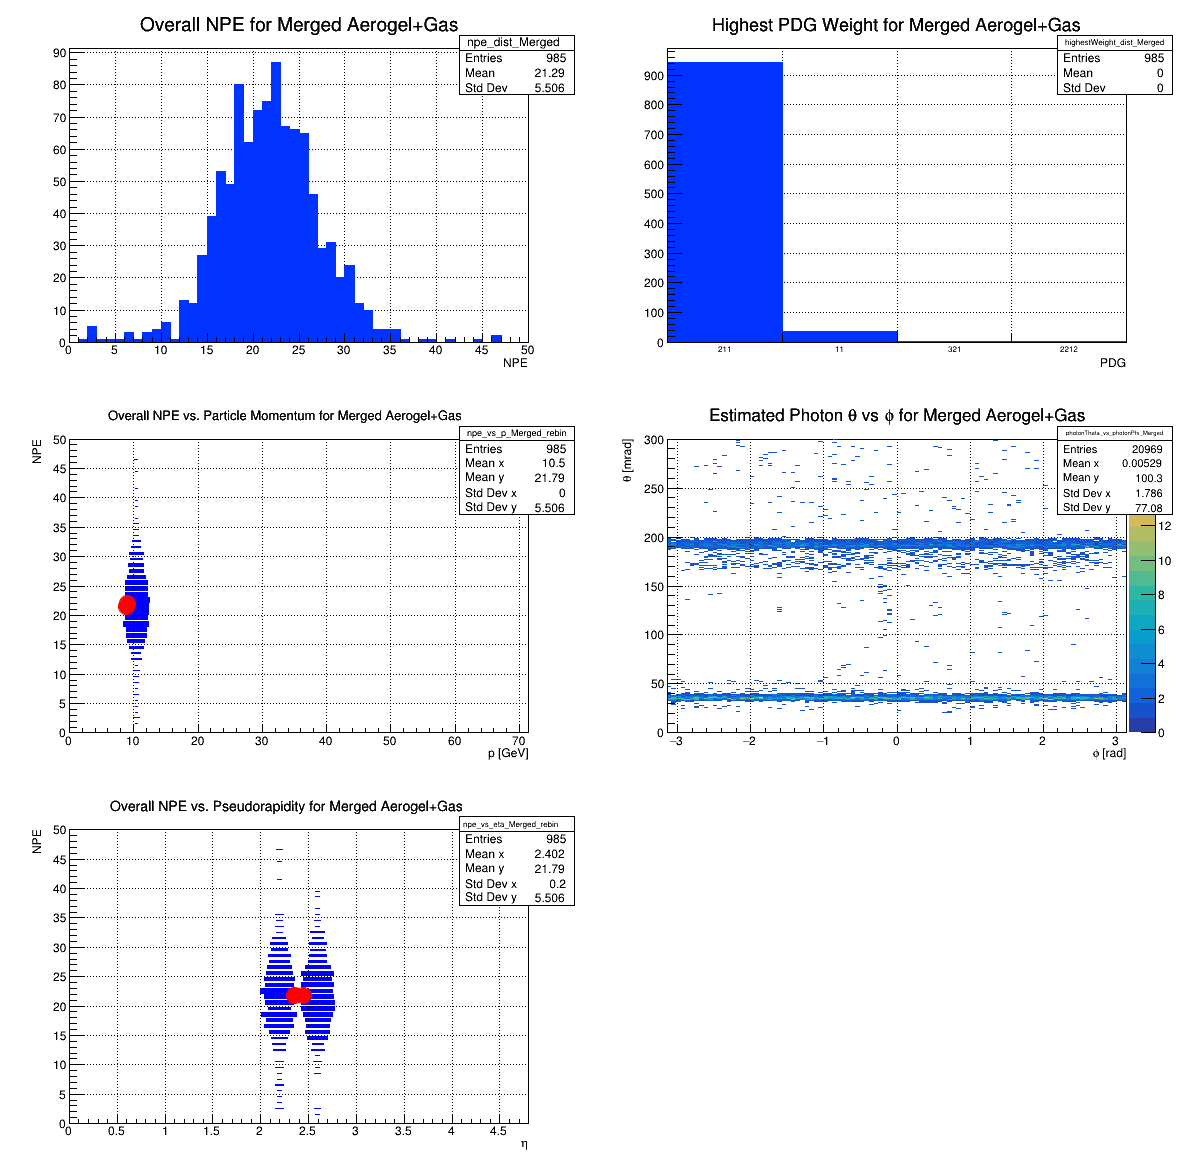 Overall NPE for Merged Aerogel+Gas
npe_dist_Merged
Entries 985
Mean 21.29
Std Dev 5.506
90
80
70
60
50
40
30
20
10
0
0 5 10 15 20 25 30 35 40 45 50
NPE
Highest PDG Weight for Merged Aerogel+Gas
highestWeight_dist_Merged
Entries 985
Mean 0
Std Dev 0
900
800
700
600
500
400
300
200
100
0
211 11 321 2212
PDG
Overall NPE vs. Particle Momentum for Merged Aerogel+Gas
npe_vs_p_Merged_rebin
Entries 985
Mean x 10.5
Mean y 21.79
Std Dev x 0
Std Dev y 5.506
NPE
50
45
40
35
30
25
20
15
10
5
0
0 10 20 30 40 50 60 70
p [GeV]
Estimated Photon θ vs ϕ for Merged Aerogel+Gas
photonTheta_vs_photonPhi_Merged
Entries 20969
Mean x 0.00529
Mean y 100.3
Std Dev x 1.786
Std Dev y 77.08
θ [mrad]
300
250
200
150
100
50
0
−3 −2 −1 0 1 2 3
ϕ [rad]
12
10
8
6
4
2
0
Overall NPE vs. Pseudorapidity for Merged Aerogel+Gas
npe_vs_eta_Merged_rebin
Entries 985
Mean x 2.402
Mean y 21.79
Std Dev x 0.2
Std Dev y 5.506
NPE
50
45
40
35
30
25
20
15
10
5
0
0 0.5 1 1.5 2 2.5 3 3.5 4 4.5
η